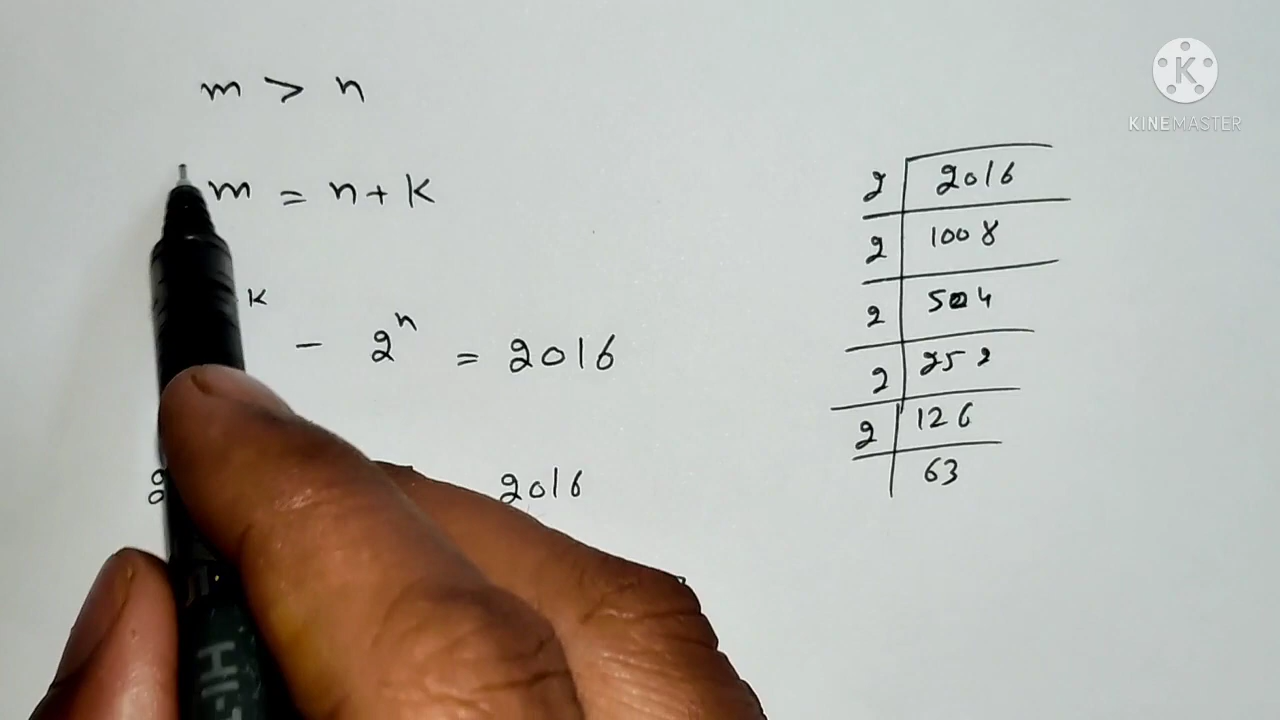 m > n
m = n + k
k - 2^n = 2016
2016
2 2016
2 1008
2 504
2 252
2 126
63
KINEMASTER